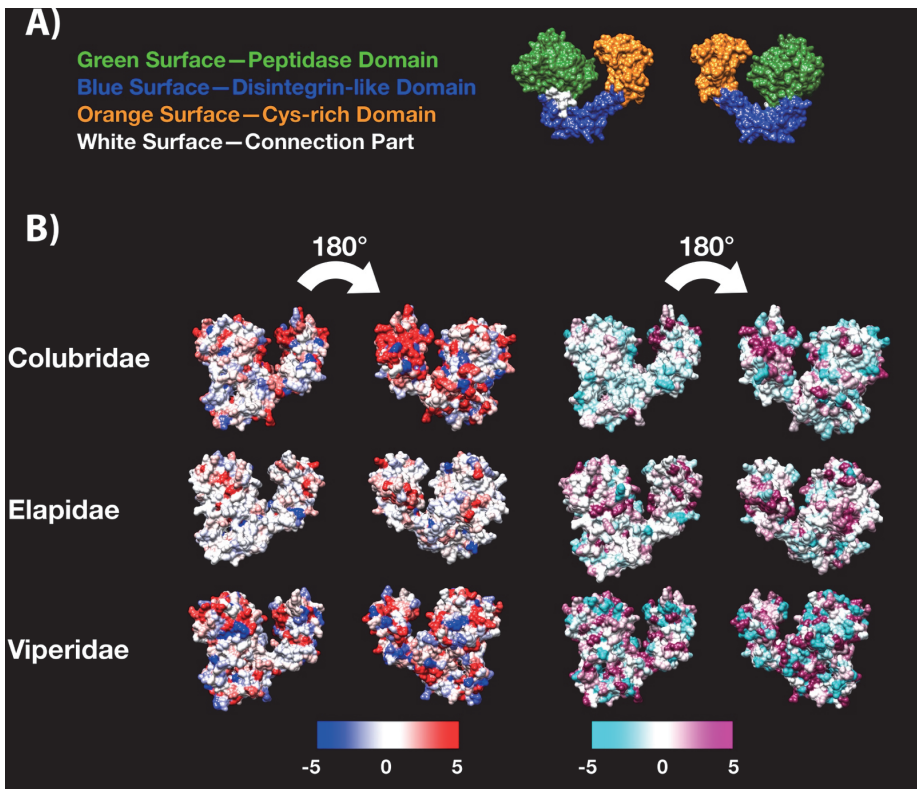 A)
Green Surface—Peptidase Domain
Blue Surface—Disintegrin-like Domain
Orange Surface—Cys-rich Domain
White Surface—Connection Part
B)
180° 180°
Colubridae
Elapidae
Viperidae
-5 0 5 -5 0 5